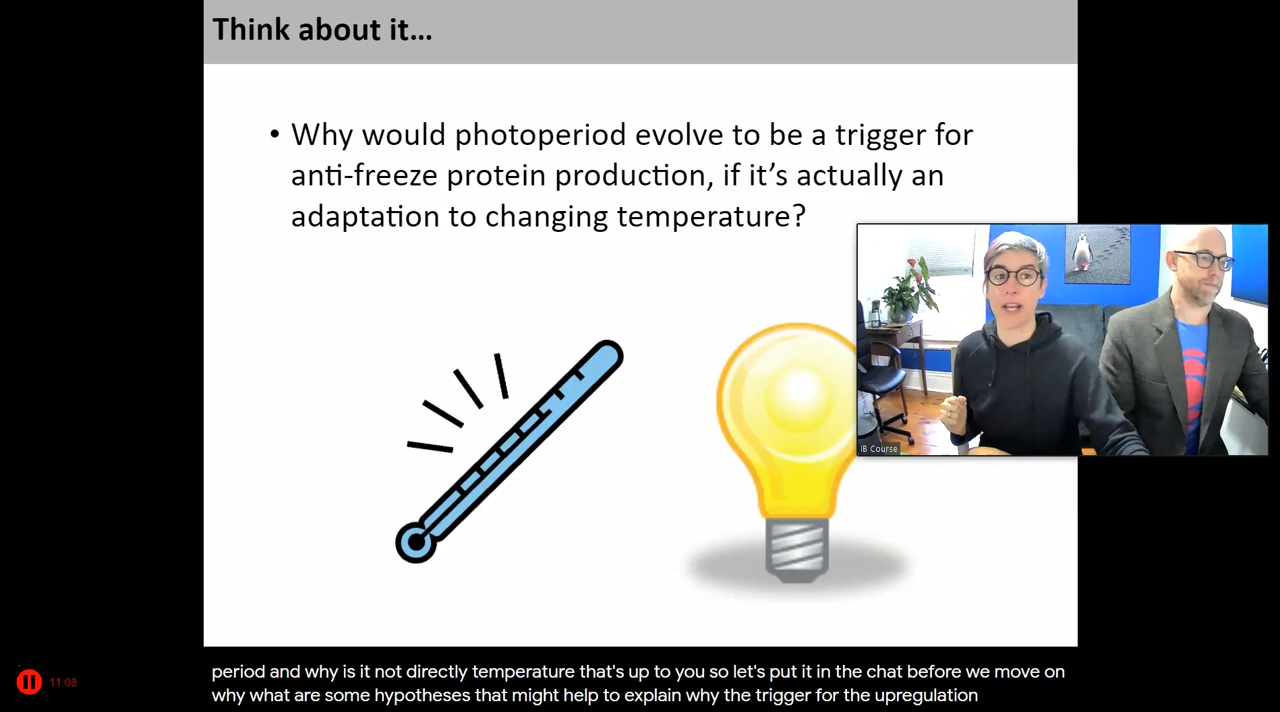 Think about it…
• Why would photoperiod evolve to be a trigger for
anti-freeze protein production, if it's actually an
adaptation to changing temperature?
IB Course
period and why is it not directly temperature that's up to you so let's put it in the chat before we move on
why what are some hypotheses that might help to explain why the trigger for the upregulation
11:08